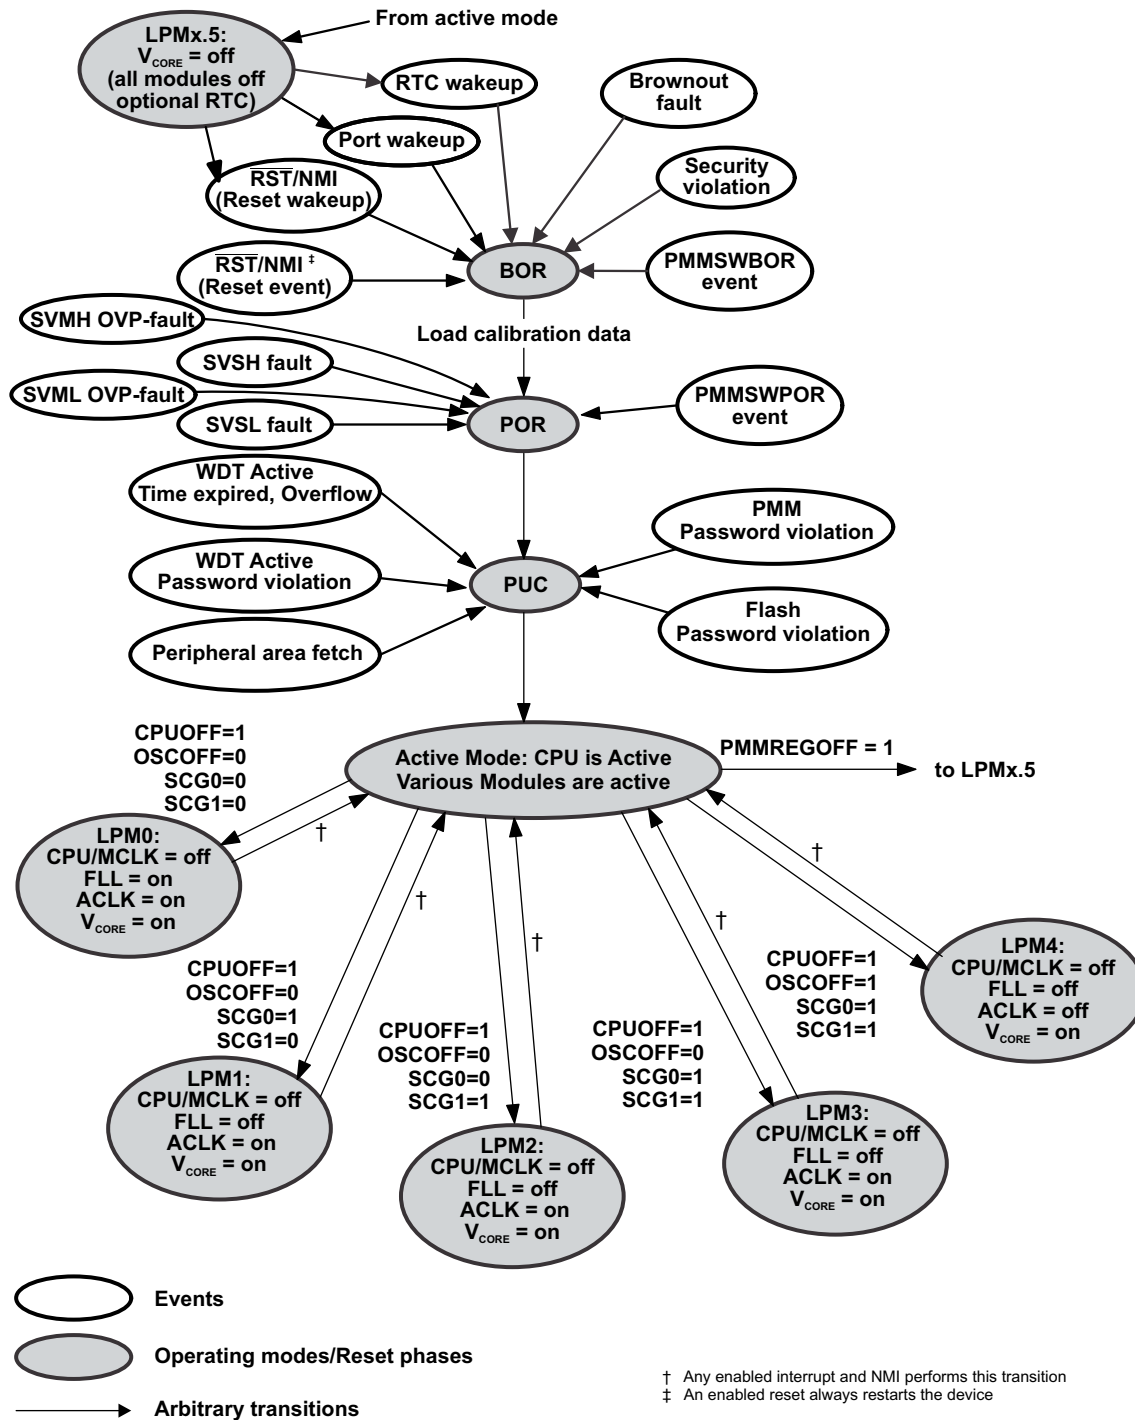 From active mode
LPMx.5:
VCORE = off
(all modules off
optional RTC)
RTC wakeup
Brownout
fault
Port wakeup
Security
violation
RST/NMI
(Reset wakeup)
BOR
PMMSWBOR
event
RST/NMI ‡
(Reset event)
SVMH OVP-fault
Load calibration data
SVSH fault
SVML OVP-fault
PMMSWPOR
event
SVSL fault
POR
WDT Active
Time expired, Overflow
PMM
Password violation
WDT Active
Password violation
PUC
Flash
Password violation
Peripheral area fetch
CPUOFF=1
OSCOFF=0
SCG0=0
SCG1=0
Active Mode: CPU is Active
Various Modules are active
PMMREGOFF = 1
to LPMx.5
†
†
†
†
†
LPM0:
CPU/MCLK = off
FLL = on
ACLK = on
VCORE = on
CPUOFF=1
OSCOFF=0
SCG0=1
SCG1=0
CPUOFF=1
OSCOFF=0
SCG0=0
SCG1=1
CPUOFF=1
OSCOFF=0
SCG0=1
SCG1=1
CPUOFF=1
OSCOFF=1
SCG0=1
SCG1=1
LPM4:
CPU/MCLK = off
FLL = off
ACLK = off
VCORE = on
LPM1:
CPU/MCLK = off
FLL = off
ACLK = on
VCORE = on
LPM2:
CPU/MCLK = off
FLL = off
ACLK = on
VCORE = on
LPM3:
CPU/MCLK = off
FLL = off
ACLK = on
VCORE = on
Events
Operating modes/Reset phases
Arbitrary transitions
† Any enabled interrupt and NMI performs this transition
‡ An enabled reset always restarts the device